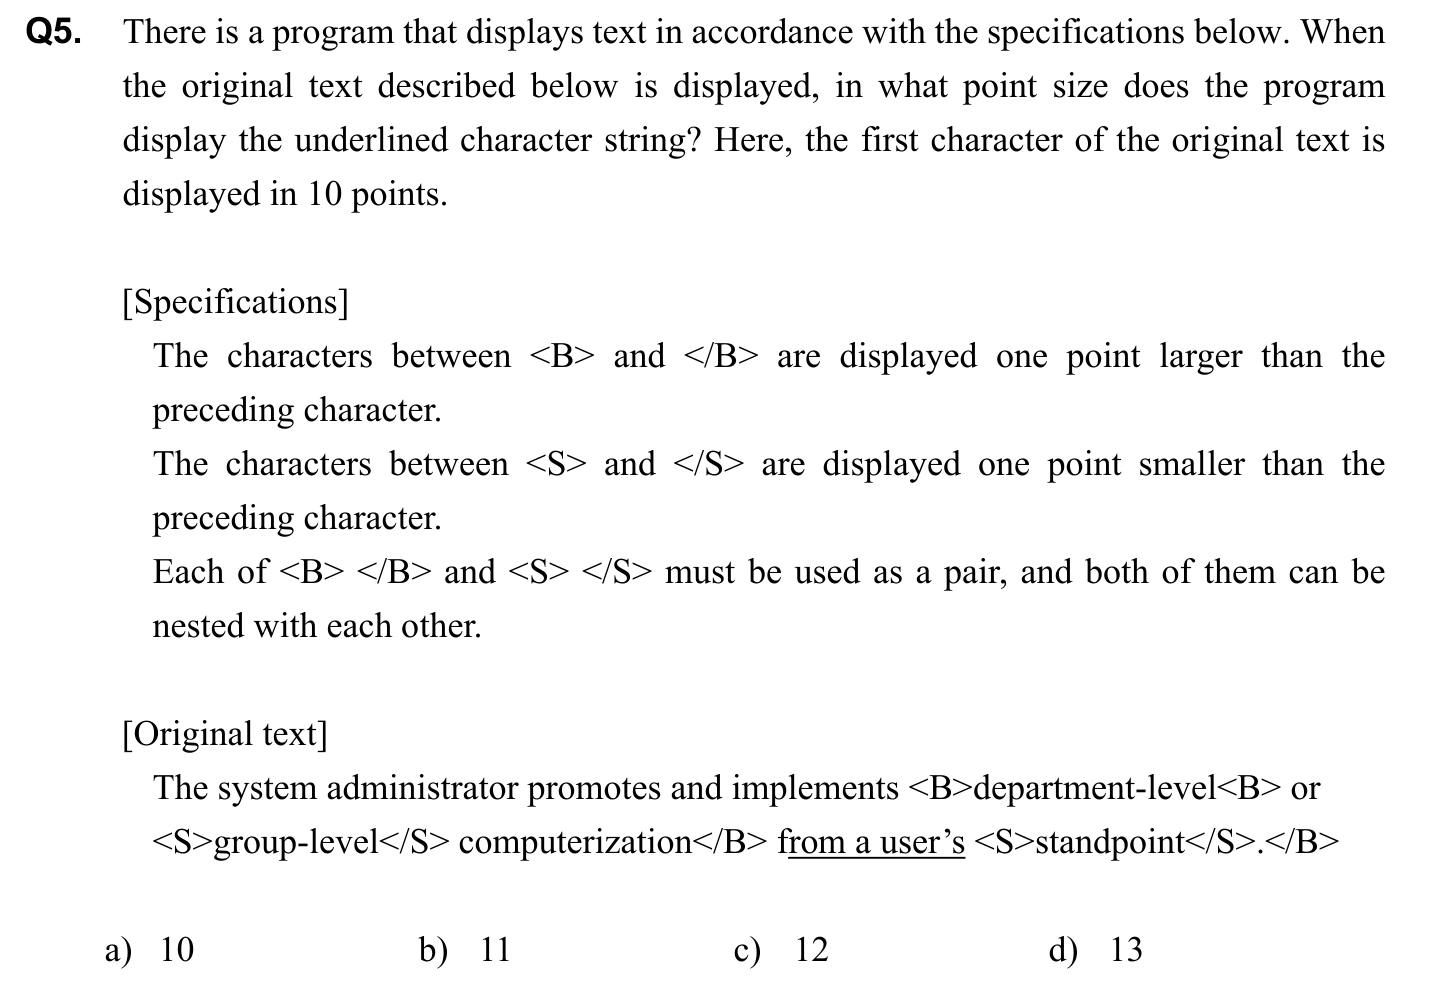 Q5. There is a program that displays text in accordance with the specifications below. When
the original text described below is displayed, in what point size does the program
display the underlined character string? Here, the first character of the original text is
displayed in 10 points.
[Specifications]
The characters between <B> and </B> are displayed one point larger than the
preceding character.
The characters between <S> and </S> are displayed one point smaller than the
preceding character.
Each of <B> </B> and <S> </S> must be used as a pair, and both of them can be
nested with each other.
[Original text]
The system administrator promotes and implements <B>department-level<B> or
<S>group-level</S> computerization</B> from a user’s <S>standpoint</S>.</B>
a) 10 b) 11 c) 12 d) 13